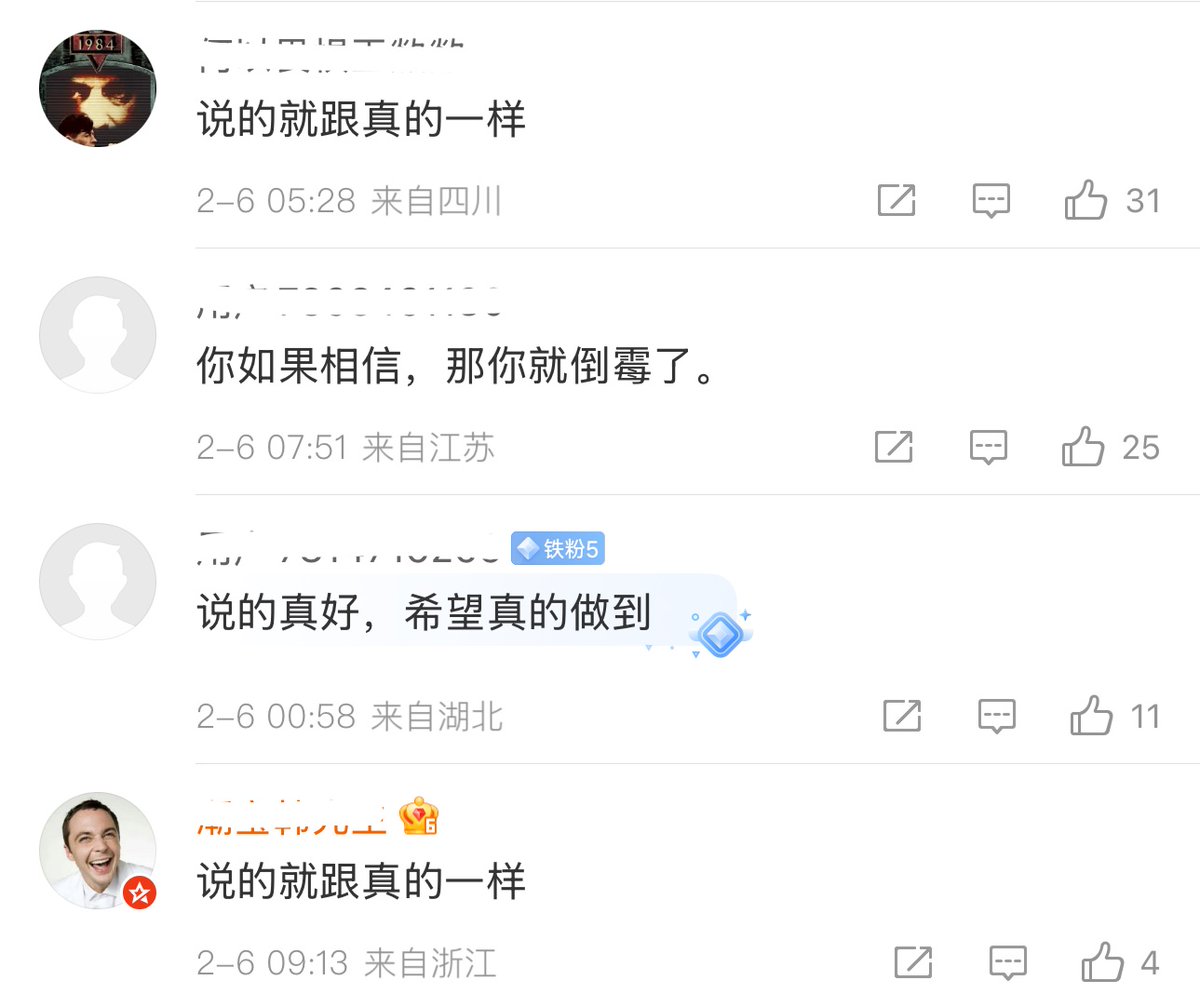 1984
说的就跟真的一样
2-6 05:28 来自四川
31
你如果相信，那你就倒霉了。
2-6 07:51 来自江苏
25
铁粉5
说的真好，希望真的做到
2-6 00:58 来自湖北
11
6
说的就跟真的一样
2-6 09:13 来自浙江
4